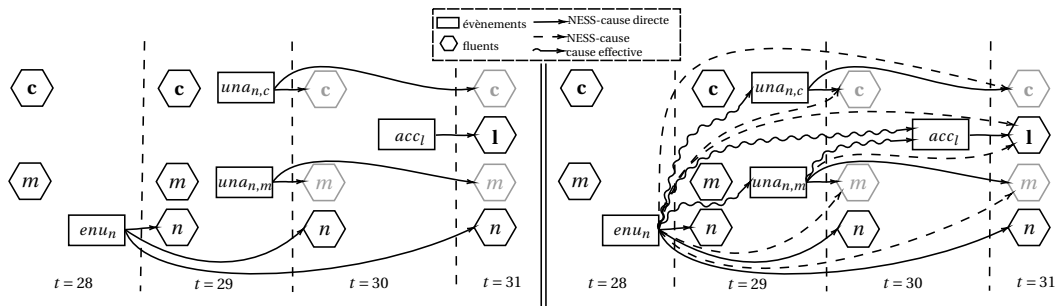 évènements NESS-cause directe
fluents NESS-cause
cause effective
c c una_{n,c} c c c c una_{n,c} c c
acc_l l acc_l l
m m una_{n,m} m m m m una_{n,m} m m
enu_n n n n enu_n n n n
t = 28 t = 29 t = 30 t = 31 t = 28 t = 29 t = 30 t = 31